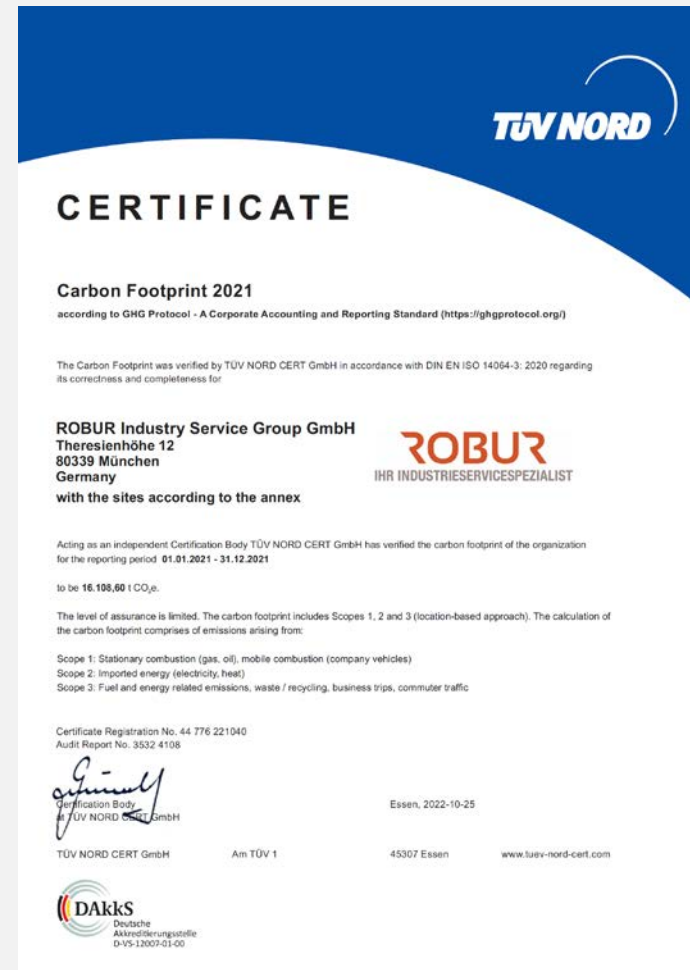 TÜV NORD
CERTIFICATE
Carbon Footprint 2021
according to GHG Protocol - A Corporate Accounting and Reporting Standard (https://ghgprotocol.org/)
The Carbon Footprint was verified by TÜV NORD CERT GmbH in accordance with DIN EN ISO 14064-3: 2020 regarding
its correctness and completeness for
ROBUR Industry Service Group GmbH
Theresienhöhe 12
80339 München
Germany
with the sites according to the annex
ROBUR
IHR INDUSTRIESERVICESPEZIALIST
Acting as an independent Certification Body TÜV NORD CERT GmbH has verified the carbon footprint of the organization
for the reporting period 01.01.2021 - 31.12.2021
to be 16.108,60 t CO₂e.
The level of assurance is limited. The carbon footprint includes Scopes 1, 2 and 3 (location-based approach). The calculation of
the carbon footprint comprises of emissions arising from:
Scope 1: Stationary combustion (gas, oil), mobile combustion (company vehicles)
Scope 2: Imported energy (electricity, heat)
Scope 3: Fuel and energy related emissions, waste / recycling, business trips, commuter traffic
Certificate Registration No. 44 776 221040
Audit Report No. 3532 4108
Certification Body
at TÜV NORD CERT GmbH
Essen, 2022-10-25
TÜV NORD CERT GmbH Am TÜV 1 45307 Essen www.tuev-nord-cert.com
DAkkS
Deutsche
Akkreditierungsstelle
D-VS-12007-01-00